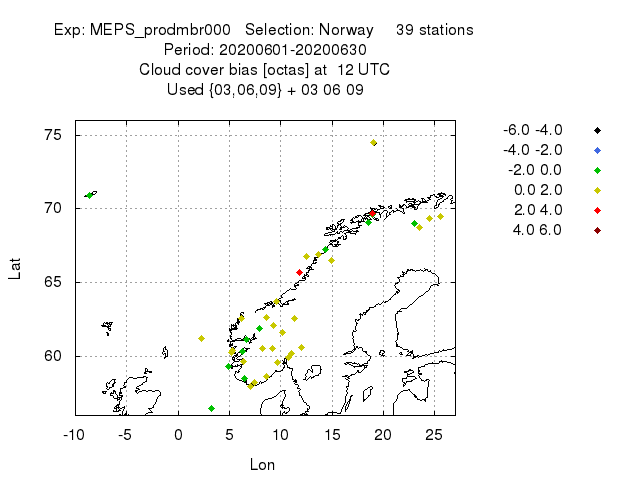 Exp: MEPS_prodmbr000 Selection: Norway 39 stations
Period: 20200601-20200630
Cloud cover bias [octas] at 12 UTC
Used {03,06,09} + 03 06 09
-6.0 -4.0
-4.0 -2.0
-2.0 0.0
0.0 2.0
2.0 4.0
4.0 6.0
75
70
65
60
Lat
-10 -5 0 5 10 15 20 25
Lon